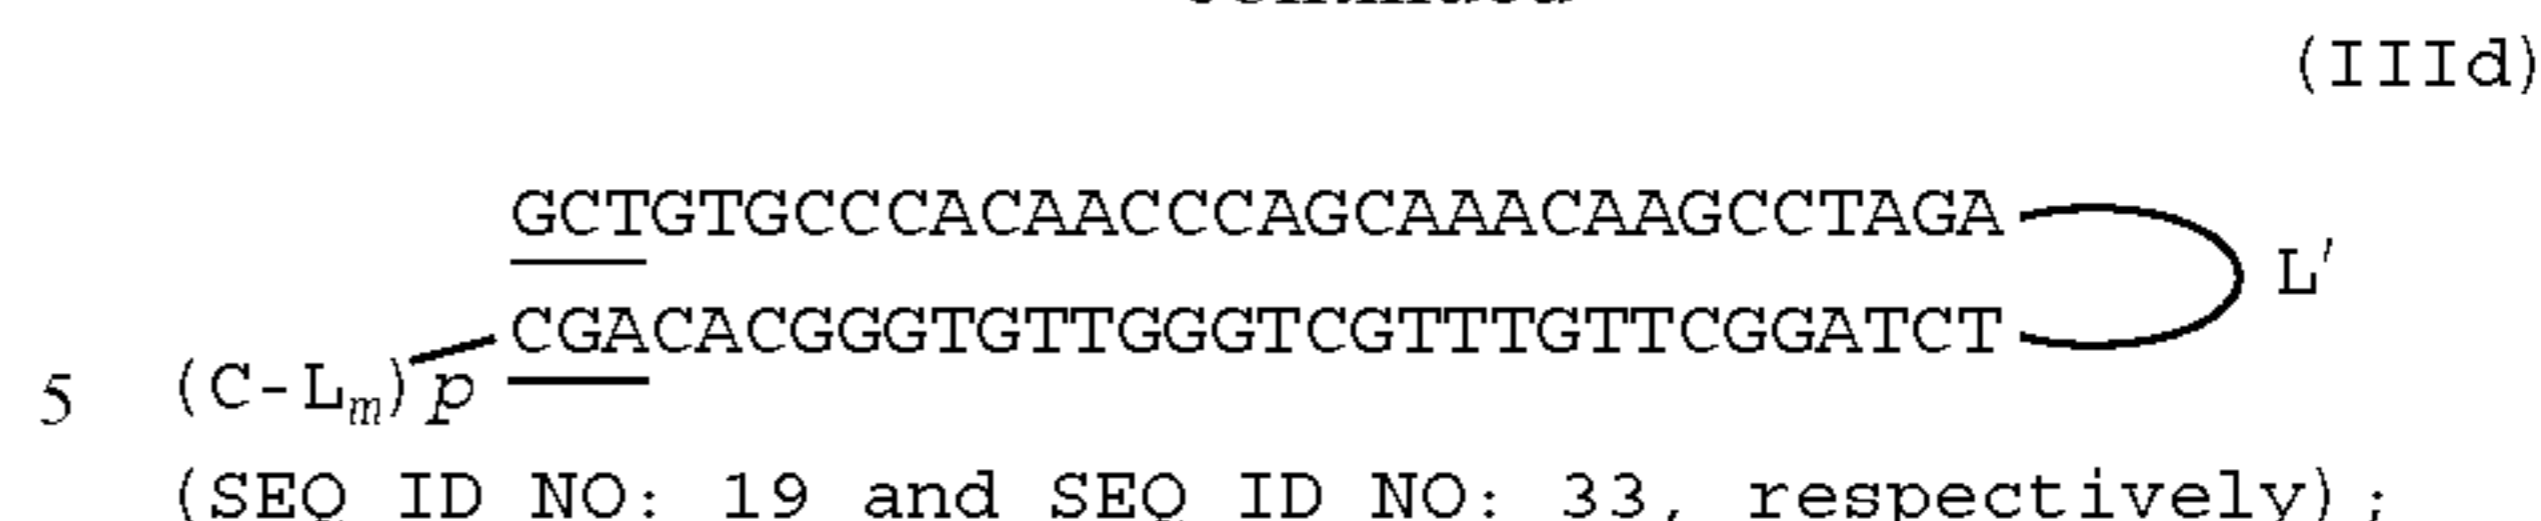 (IIId)
GCTGTGCCCACAACCCAGCAAACAAGCCTAGA
L'
CGACACGGGTGTTGGGTCGTTTGTTCGGATCT
5 (C-Lm)p
(SEQ ID NO: 19 and SEQ ID NO: 33, respectively);